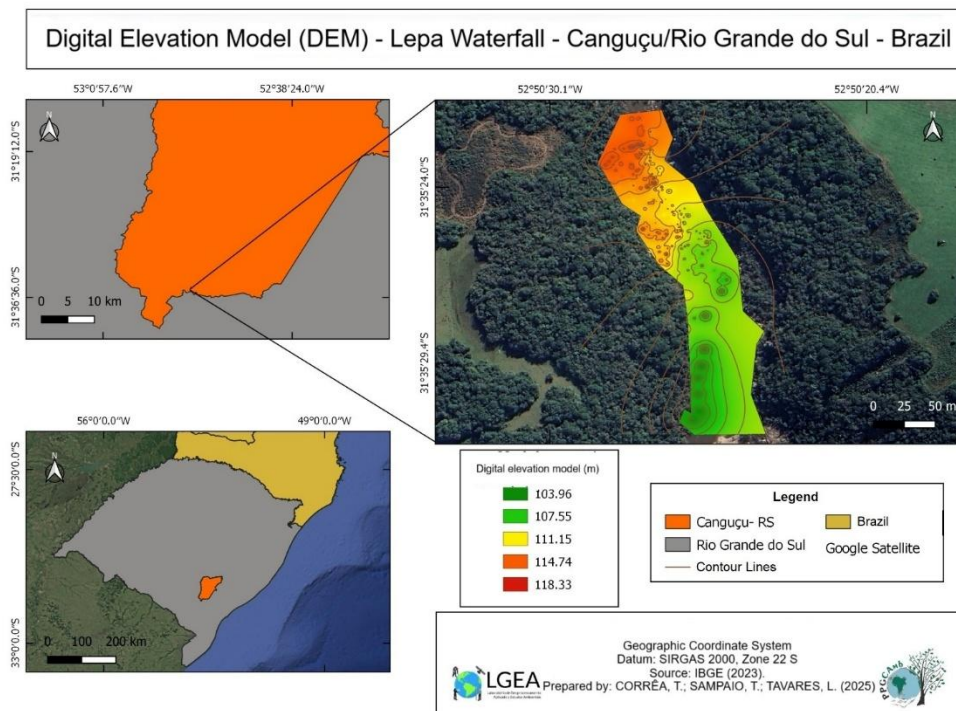 Digital Elevation Model (DEM) - Lepa Waterfall - Canguçu/Rio Grande do Sul - Brazil
53°0'57.6"W
52°38'24.0"W
31°19'12.0"S
31°36'36.0"S
0 5 10 km
52°50'30.1"W
52°50'20.4"W
31°35'24.0"S
31°35'29.4"S
0 25 50 m
56°0'0.0"W
49°0'0.0"W
27°30'0.0"S
33°0'0.0"S
0 100 200 km
Digital elevation model (m)
103.96
107.55
111.15
114.74
118.33
Legend
Canguçu- RS
Brazil
Rio Grande do Sul
Google Satellite
Contour Lines
Geographic Coordinate System
Datum: SIRGAS 2000, Zone 22 S
Source: IBGE (2023).
Prepared by: CORRÊA, T.; SAMPAIO, T.; TAVARES, L. (2025)
LGEA
PPGCAmb